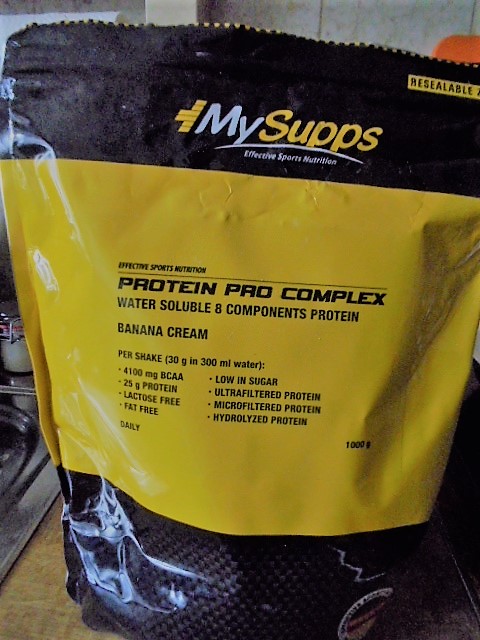 RESEALABLE
MySupps
Effective Sports Nutrition
EFFECTIVE SPORTS NUTRITION
PROTEIN PRO COMPLEX
WATER SOLUBLE 8 COMPONENTS PROTEIN
BANANA CREAM
PER SHAKE (30 g in 300 ml water):
· 4100 mg BCAA
· 25 g PROTEIN
· LACTOSE FREE
· FAT FREE
· LOW IN SUGAR
· ULTRAFILTERED PROTEIN
· MICROFILTERED PROTEIN
· HYDROLYZED PROTEIN
DAILY
1000 g